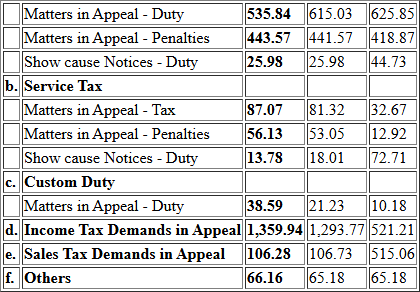 Matters in Appeal - Duty 535.84 615.03 625.85
Matters in Appeal - Penalties 443.57 441.57 418.87
Show cause Notices - Duty 25.98 25.98 44.73
b. Service Tax
Matters in Appeal - Tax 87.07 81.32 32.67
Matters in Appeal - Penalties 56.13 53.05 12.92
Show cause Notices - Duty 13.78 18.01 72.71
c. Custom Duty
Matters in Appeal - Duty 38.59 21.23 10.18
d. Income Tax Demands in Appeal 1,359.94 1,293.77 521.21
e. Sales Tax Demands in Appeal 106.28 106.73 515.06
f. Others 66.16 65.18 65.18